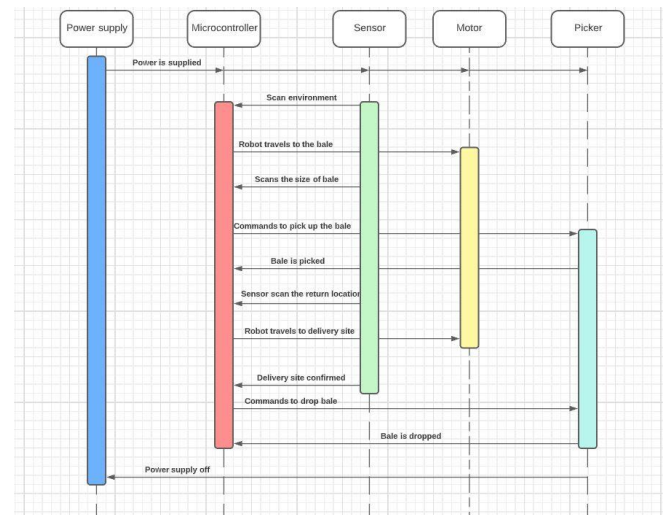 Power supply
Microcontroller
Sensor
Motor
Picker
Power is supplied
Scan environment
Robot travels to the bale
Scans the size of bale
Commands to pick up the bale
Bale is picked
Sensor scan the return location
Robot travels to delivery site
Delivery site confirmed
Commands to drop bale
Bale is dropped
Power supply off